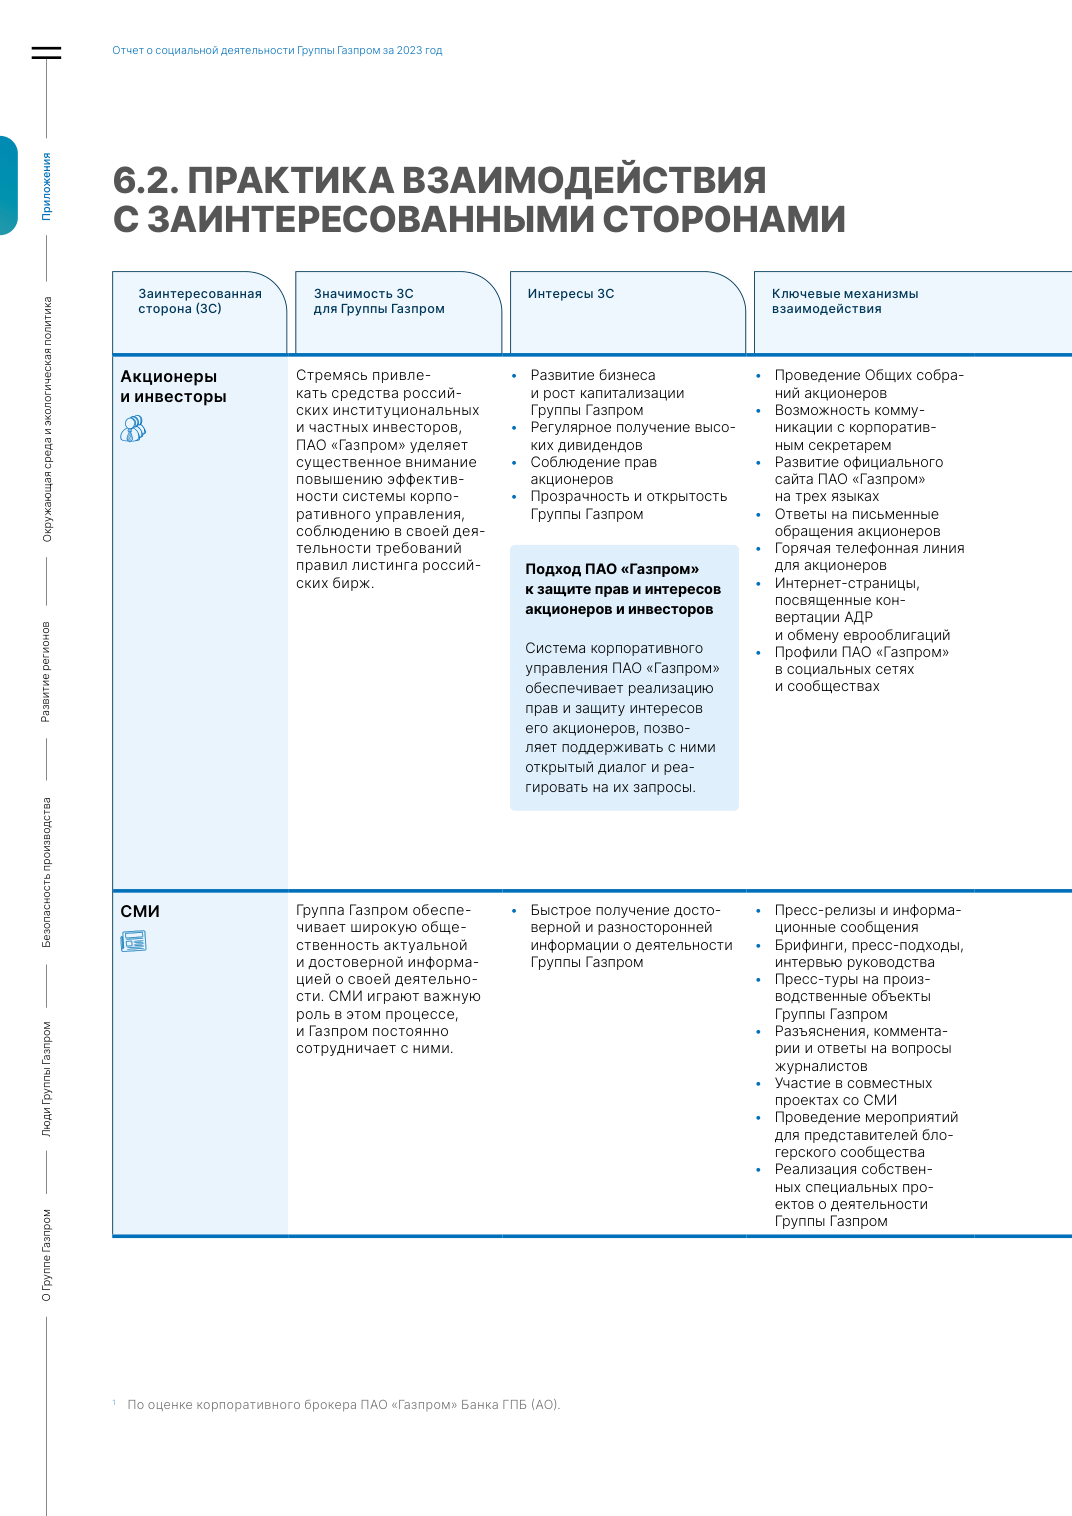 Отчет о социальной деятельности Группы Газпром за 2023 год
Приложения
Окружающая среда и экологическая политика
Развитие регионов
Безопасность производства
Люди Группы Газпром
О Группе Газпром
6.2. ПРАКТИКА ВЗАИМОДЕЙСТВИЯ
С ЗАИНТЕРЕСОВАННЫМИ СТОРОНАМИ
Заинтересованная
сторона (ЗС)
Значимость ЗС
для Группы Газпром
Интересы ЗС
Ключевые механизмы
взаимодействия
Акционеры
и инвесторы
Стремясь привле-
кать средства россий-
ских институциональных
и частных инвесторов,
ПАО «Газпром» уделяет
существенное внимание
повышению эффектив-
ности системы корпо-
ративного управления,
соблюдению в своей дея-
тельности требований
правил листинга россий-
ских бирж.
• Развитие бизнеса
и рост капитализации
Группы Газпром
• Регулярное получение высо-
ких дивидендов
• Соблюдение прав
акционеров
• Прозрачность и открытость
Группы Газпром
Подход ПАО «Газпром»
к защите прав и интересов
акционеров и инвесторов
Система корпоративного
управления ПАО «Газпром»
обеспечивает реализацию
прав и защиту интересов
его акционеров, позво-
ляет поддерживать с ними
открытый диалог и реа-
гировать на их запросы.
• Проведение Общих собра-
ний акционеров
• Возможность комму-
никации с корпоратив-
ным секретарем
• Развитие официального
сайта ПАО «Газпром»
на трех языках
• Ответы на письменные
обращения акционеров
• Горячая телефонная линия
для акционеров
• Интернет-страницы,
посвященные кон-
вертации АДР
и обмену еврооблигаций
• Профили ПАО «Газпром»
в социальных сетях
и сообществах
СМИ
Группа Газпром обеспе-
чивает широкую обще-
ственность актуальной
и достоверной информа-
цией о своей деятельно-
сти. СМИ играют важную
роль в этом процессе,
и Газпром постоянно
сотрудничает с ними.
• Быстрое получение досто-
верной и разносторонней
информации о деятельности
Группы Газпром
• Пресс-релизы и информа-
ционные сообщения
• Брифинги, пресс-подходы,
интервью руководства
• Пресс-туры на произ-
водственные объекты
Группы Газпром
• Разъяснения, коммента-
рии и ответы на вопросы
журналистов
• Участие в совместных
проектах со СМИ
• Проведение мероприятий
для представителей бло-
герского сообщества
• Реализация собствен-
ных специальных про-
ектов о деятельности
Группы Газпром
1 По оценке корпоративного брокера ПАО «Газпром» Банка ГПБ (АО).